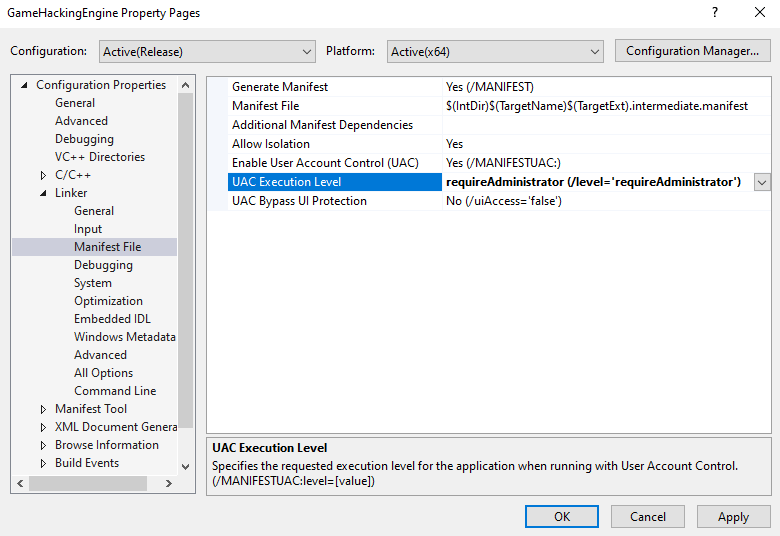 GameHackingEngine Property Pages
Configuration: Active(Release) Platform: Active(x64) Configuration Manager...
Configuration Properties
General
Advanced
Debugging
VC++ Directories
C/C++
Linker
General
Input
Manifest File
Debugging
System
Optimization
Embedded IDL
Windows Metadata
Advanced
All Options
Command Line
Manifest Tool
XML Document Genera
Browse Information
Build Events
Generate Manifest Yes (/MANIFEST)
Manifest File $(IntDir)$(TargetName)$(TargetExt).intermediate.manifest
Additional Manifest Dependencies
Allow Isolation Yes
Enable User Account Control (UAC) Yes (/MANIFESTUAC:)
UAC Execution Level requireAdministrator (/level='requireAdministrator')
UAC Bypass UI Protection No (/uiAccess='false')
UAC Execution Level
Specifies the requested execution level for the application when running with User Account Control.
(/MANIFESTUAC:level=[value])
OK Cancel Apply